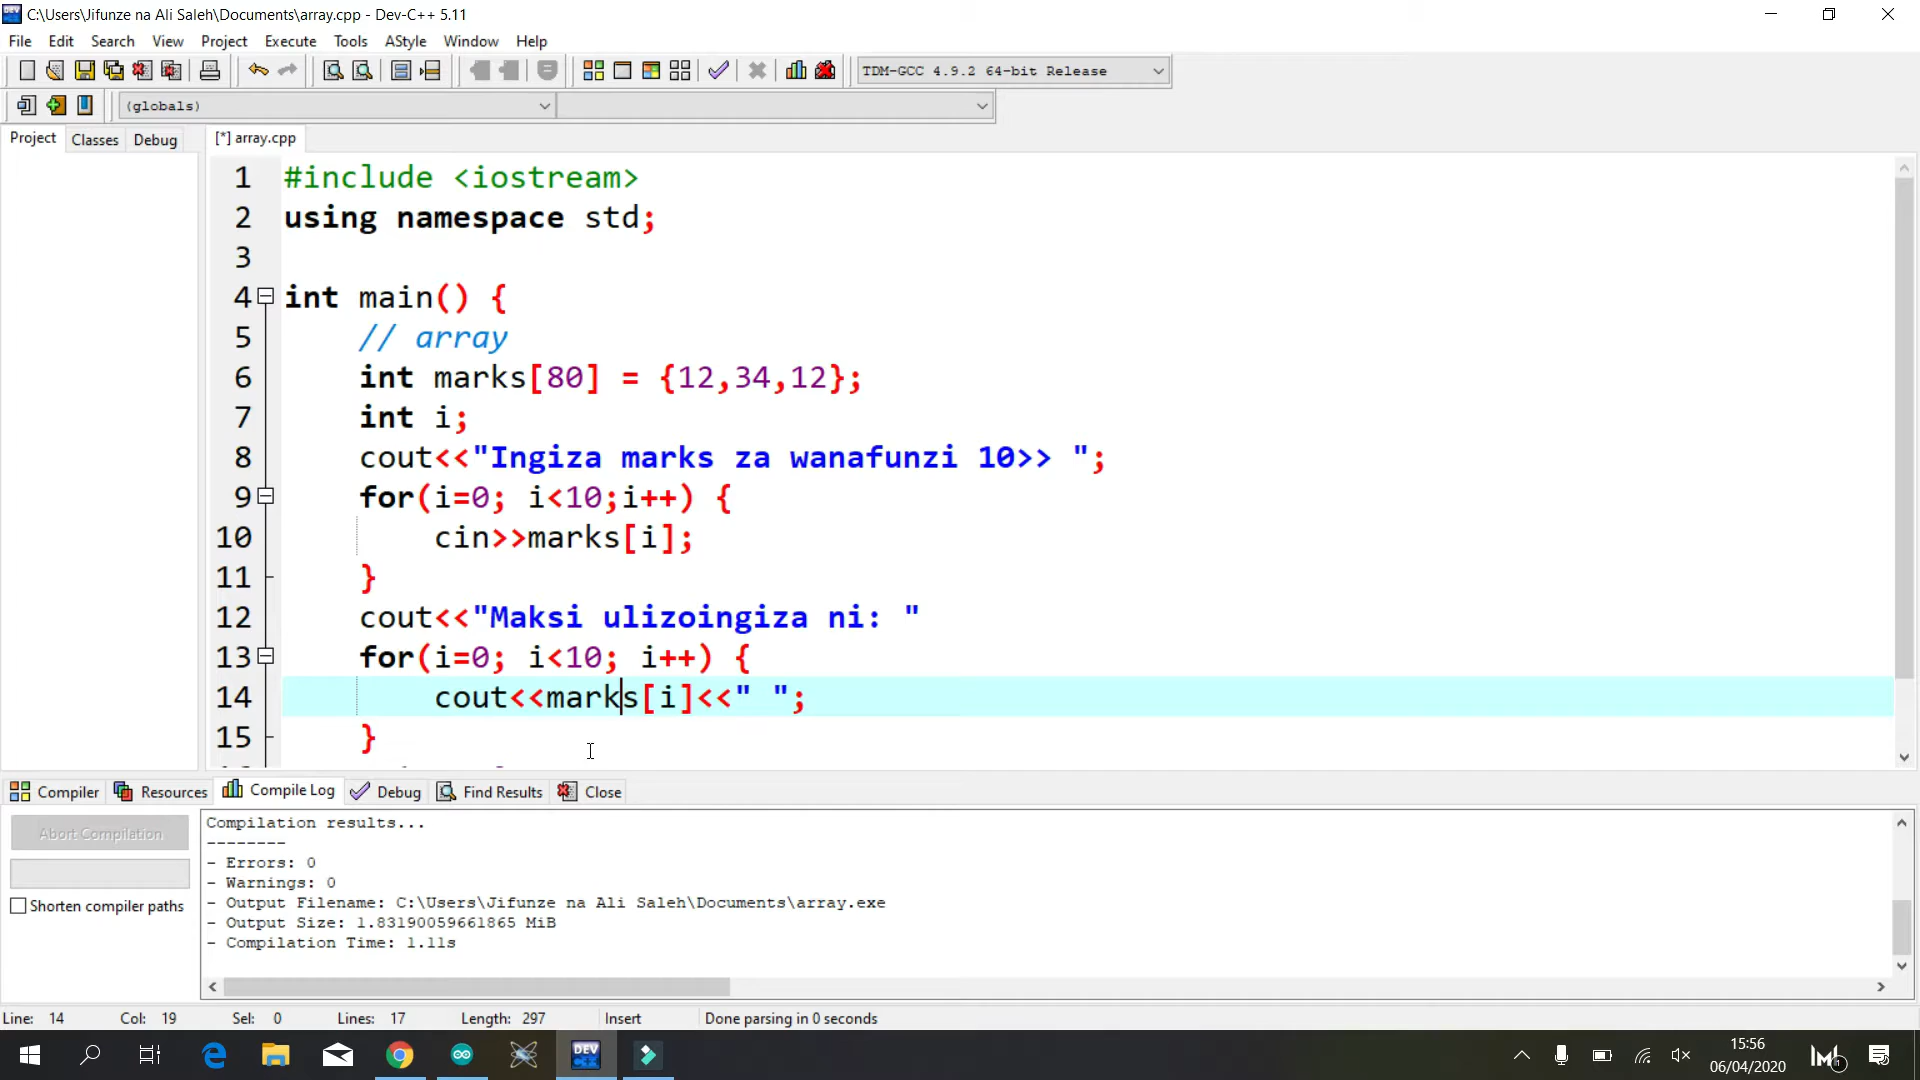 C:\Users\Jifunze na Ali Saleh\Documents\array.cpp - Dev-C++ 5.11
File Edit Search View Project Execute Tools AStyle Window Help
TDM-GCC 4.9.2 64-bit Release
(globals)
Project Classes Debug [*] array.cpp
1 #include <iostream>
2 using namespace std;
3
4 int main() {
5 // array
6 int marks[80] = {12,34,12};
7 int i;
8 cout<<"Ingiza marks za wanafunzi 10>> ";
9 for(i=0; i<10;i++) {
10 cin>>marks[i];
11 }
12 cout<<"Maksi ulizoingiza ni: "
13 for(i=0; i<10; i++) {
14 cout<<marks[i]<<" ";
15 }
Compiler Resources Compile Log Debug Find Results Close
Abort Compilation
Shorten compiler paths
Compilation results...
--------
- Errors: 0
- Warnings: 0
- Output Filename: C:\Users\Jifunze na Ali Saleh\Documents\array.exe
- Output Size: 1.83190059661865 MiB
- Compilation Time: 1.11s
Line: 14 Col: 19 Sel: 0 Lines: 17 Length: 297 Insert Done parsing in 0 seconds
DEV C++
15:56
06/04/2020
1